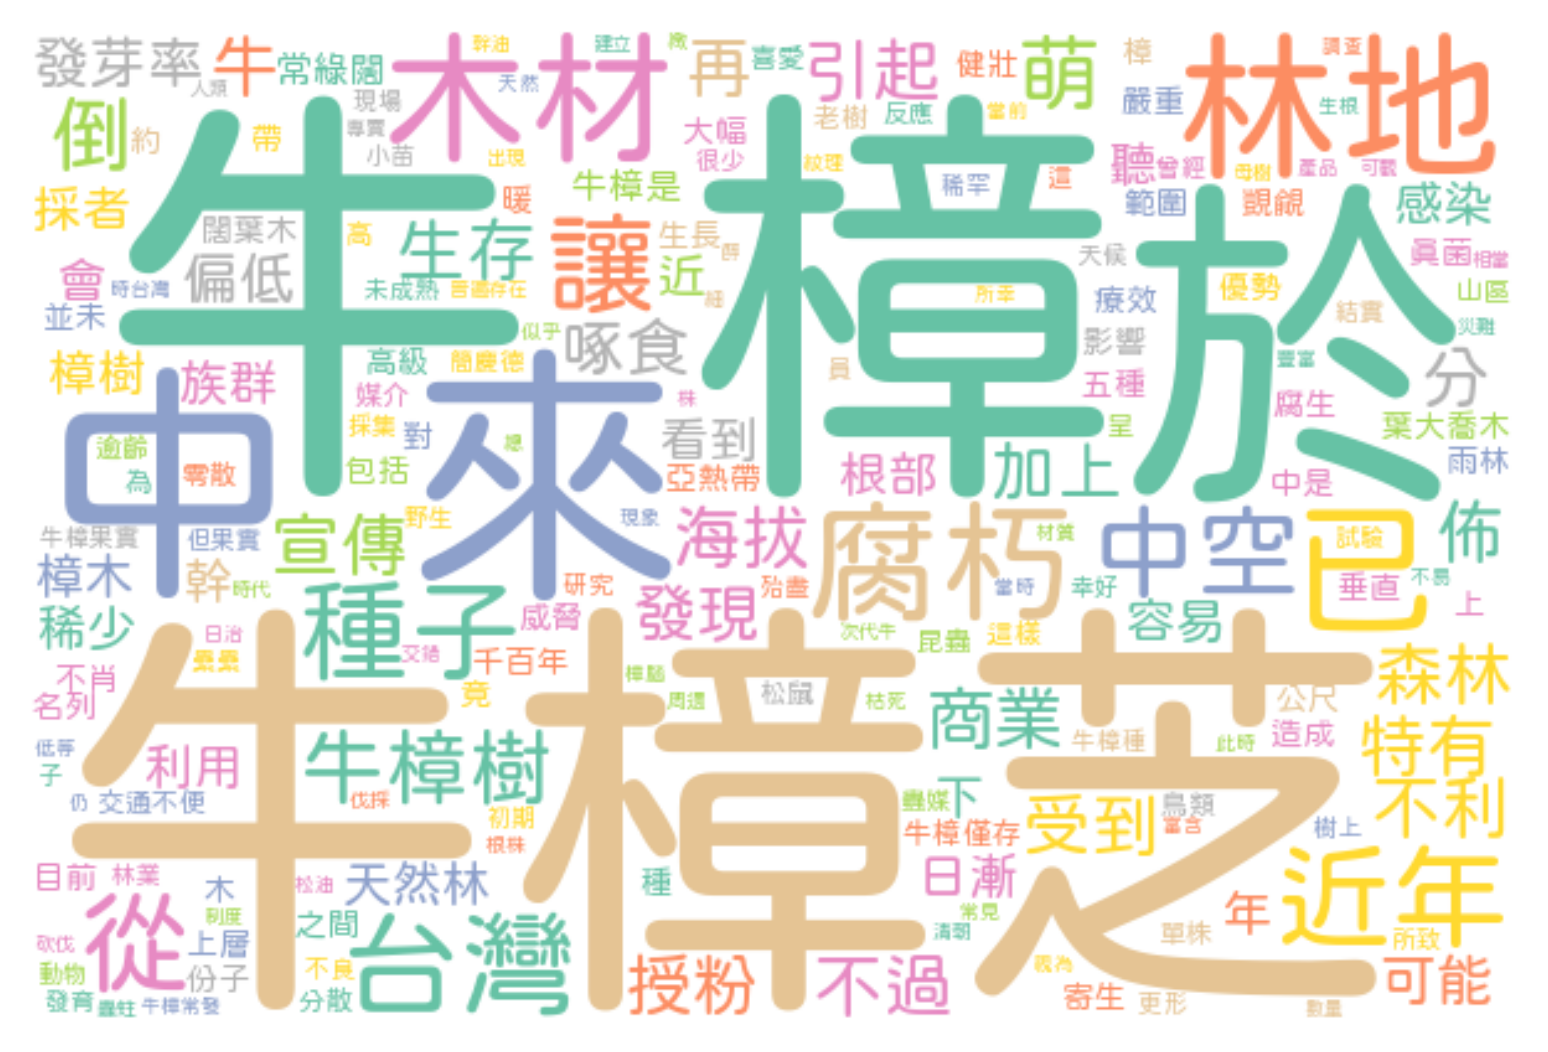 發芽率
牛
常綠闊
木材
幹油
建立
天然
再
喜愛
引起
健壯
萌
樟
林地
調查
人類
現場
專賣
小苗
出現
倒
約
帶
大幅
很少
老樹
反應
當前
嚴重
生根
紋理
聽
曾經
母樹
產品
可觀
採者
牛樟
於
牛樟是
暖
稀罕
這
範圍
覬覦
感染
闊葉木
高
生存
讓
生長
天候
真菌
相當
會
時台灣
偏低
未成熟
普遍存在
近
細
所幸
療效
優勢
山區
並未
似乎
啄食
影響
結實
災難
樟樹
族群
高級
簡慶德
媒介
株
員
五種
豐富
分
中
來
採集
對
總
看到
呈
腐生
葉大喬木
逾齡
為
零散
包括
亞熱帶
根部
加上
中是
雨林
牛樟果實
但果實
宣傳
野生
現象
海拔
腐朽
材質
中空
已
試驗
佈
樟木
幹
時代
種子
研究
殆盡
當時
幸好
垂直
不易
稀少
日治
威脅
發現
次代牛
昆蟲
這樣
容易
上
不肖
纍纍
交措
千百年
樟腦
森林
名列
竟
周遭
松鼠
枯死
商業
牛樟芝
公尺
低等
子
利用
牛樟樹
牛樟種
此時
造成
特有
仍
交通不便
伐採
初期
蟲媒
下
受到
鳥類
富含
樹上
不利
根株
牛樟僅存
目前
林業
木
松油
天然林
種
日漸
年
近年
從
制度
之間
台灣
常見
清朝
單株
所致
砍伐
上層
動物
份子
不良
授粉
不過
視為
可能
發育
蟲蛀
牛樟常發
分散
寄生
更形
數量